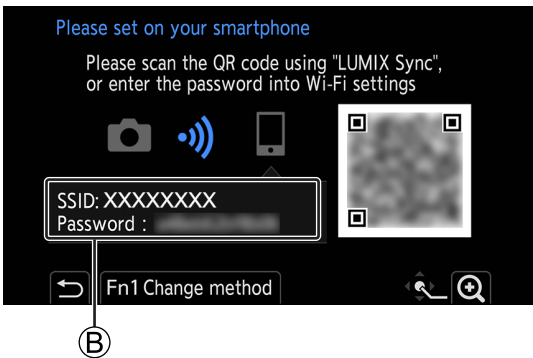 Please set on your smartphone
Please scan the QR code using "LUMIX Sync",
or enter the password into Wi-Fi settings
SSID: XXXXXXXX
Password :
Fn1 Change method
B